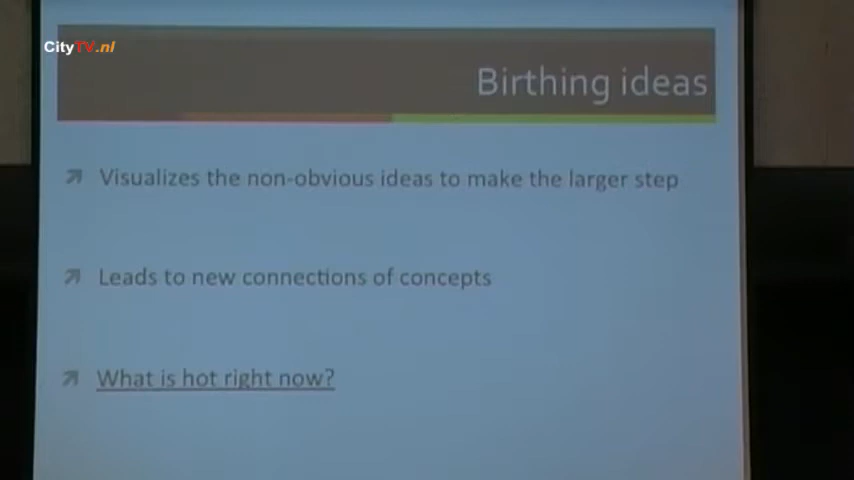 CityTV.nl
Birthing ideas
Visualizes the non-obvious ideas to make the larger step
Leads to new connections of concepts
What is hot right now?